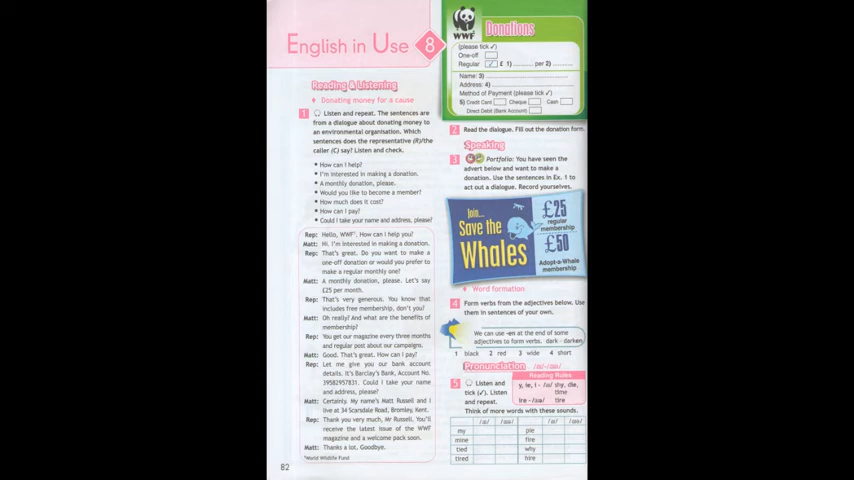 English in Use 8
Reading & Listening
Donating money for a cause
1 Listen and repeat. The sentences are
from a dialogue about donating money to
an environmental organisation. Which
sentences does the representative (R)/the
caller (C) say? Listen and check.
• How can I help?
• I'm interested in making a donation.
• A monthly donation, please.
• Would you like to become a member?
• How much does it cost?
• How can I pay?
• Could I take your name and address, please?
Rep: Hello, WWF*. How can I help you?
Matt: Hi. I'm interested in making a donation.
Rep: That's great. Do you want to make a
one-off donation or would you prefer to
make a regular monthly one?
Matt: A monthly donation, please. Let's say
£25 per month.
Rep: That's very generous. You know that
includes free membership, don't you?
Matt: Oh really? And what are the benefits of
membership?
Rep: You get our magazine every three months
and regular post about our campaigns.
Matt: Good. That's great. How can I pay?
Rep: Let me give you our bank account
details. It's Barclay's Bank, Account No.
39582957831. Could I take your name
and address, please?
Matt: Certainly. My name's Matt Russell and I
live at 34 Scarsdale Road, Bromley, Kent.
Rep: Thank you very much, Mr Russell. You'll
receive the latest issue of the WWF
magazine and a welcome pack soon.
Matt: Thanks a lot. Goodbye.
*World Wildlife Fund
82
WWF
Donations
(please tick ✓)
One-off
Regular ✓ £ 1) .......... per 2) ..........
Name: 3) ..........
Address: 4) ..........
Method of Payment (please tick ✓)
5) Credit Card Cheque Cash
Direct Debit (Bank Account)
2 Read the dialogue. Fill out the donation form.
Speaking
3 Portfolio: You have seen the
advert below and want to make a
donation. Use the sentences in Ex. 1 to
act out a dialogue. Record yourselves.
Join...
Save the
Whales
£25
regular
membership
£50
Adopt-a-Whale
membership
Word formation
4 Form verbs from the adjectives below. Use
them in sentences of your own.
We can use -en at the end of some
adjectives to form verbs. dark - darken
1 black 2 red 3 wide 4 short
Pronunciation /aɪ/-/aɪə/
5 Listen and
tick (✓). Listen
and repeat.
Reading Rules
y, ie, i - /aɪ/ shy, die,
time
ire - /aɪə/ tire
Think of more words with these sounds.
/aɪ/ /aɪə/ /aɪ/ /aɪə/
my pie
mine fire
tied why
tired hire